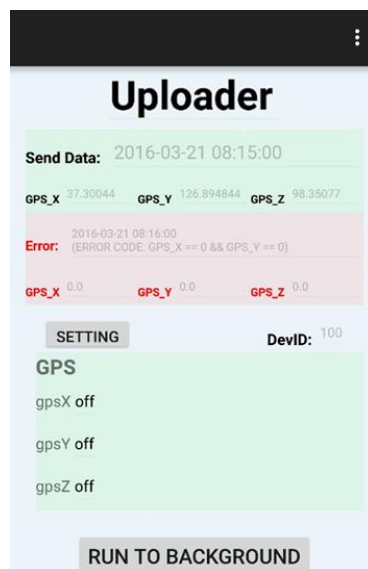 Uploader
Send Data: 2016-03-21 08:15:00
GPS_X 37.30044 GPS_Y 126.894844 GPS_Z 98.35077
2016-03-21 08:16:00
Error: (ERROR CODE: GPS_X == 0 && GPS_Y == 0)
GPS_X 0.0 GPS_Y 0.0 GPS_Z 0.0
SETTING DevID: 100
GPS
gpsX off
gpsY off
gpsZ off
RUN TO BACKGROUND